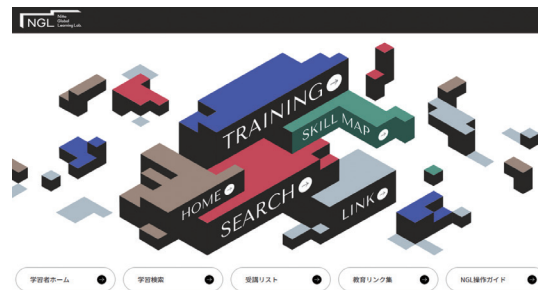 NGL
Global
Learning Lab.
TRAINING
SKILL MAP
HOME
SEARCH
LINK
学習者ホーム
学習検索
受講リスト
教育リンク集
NGL操作ガイド